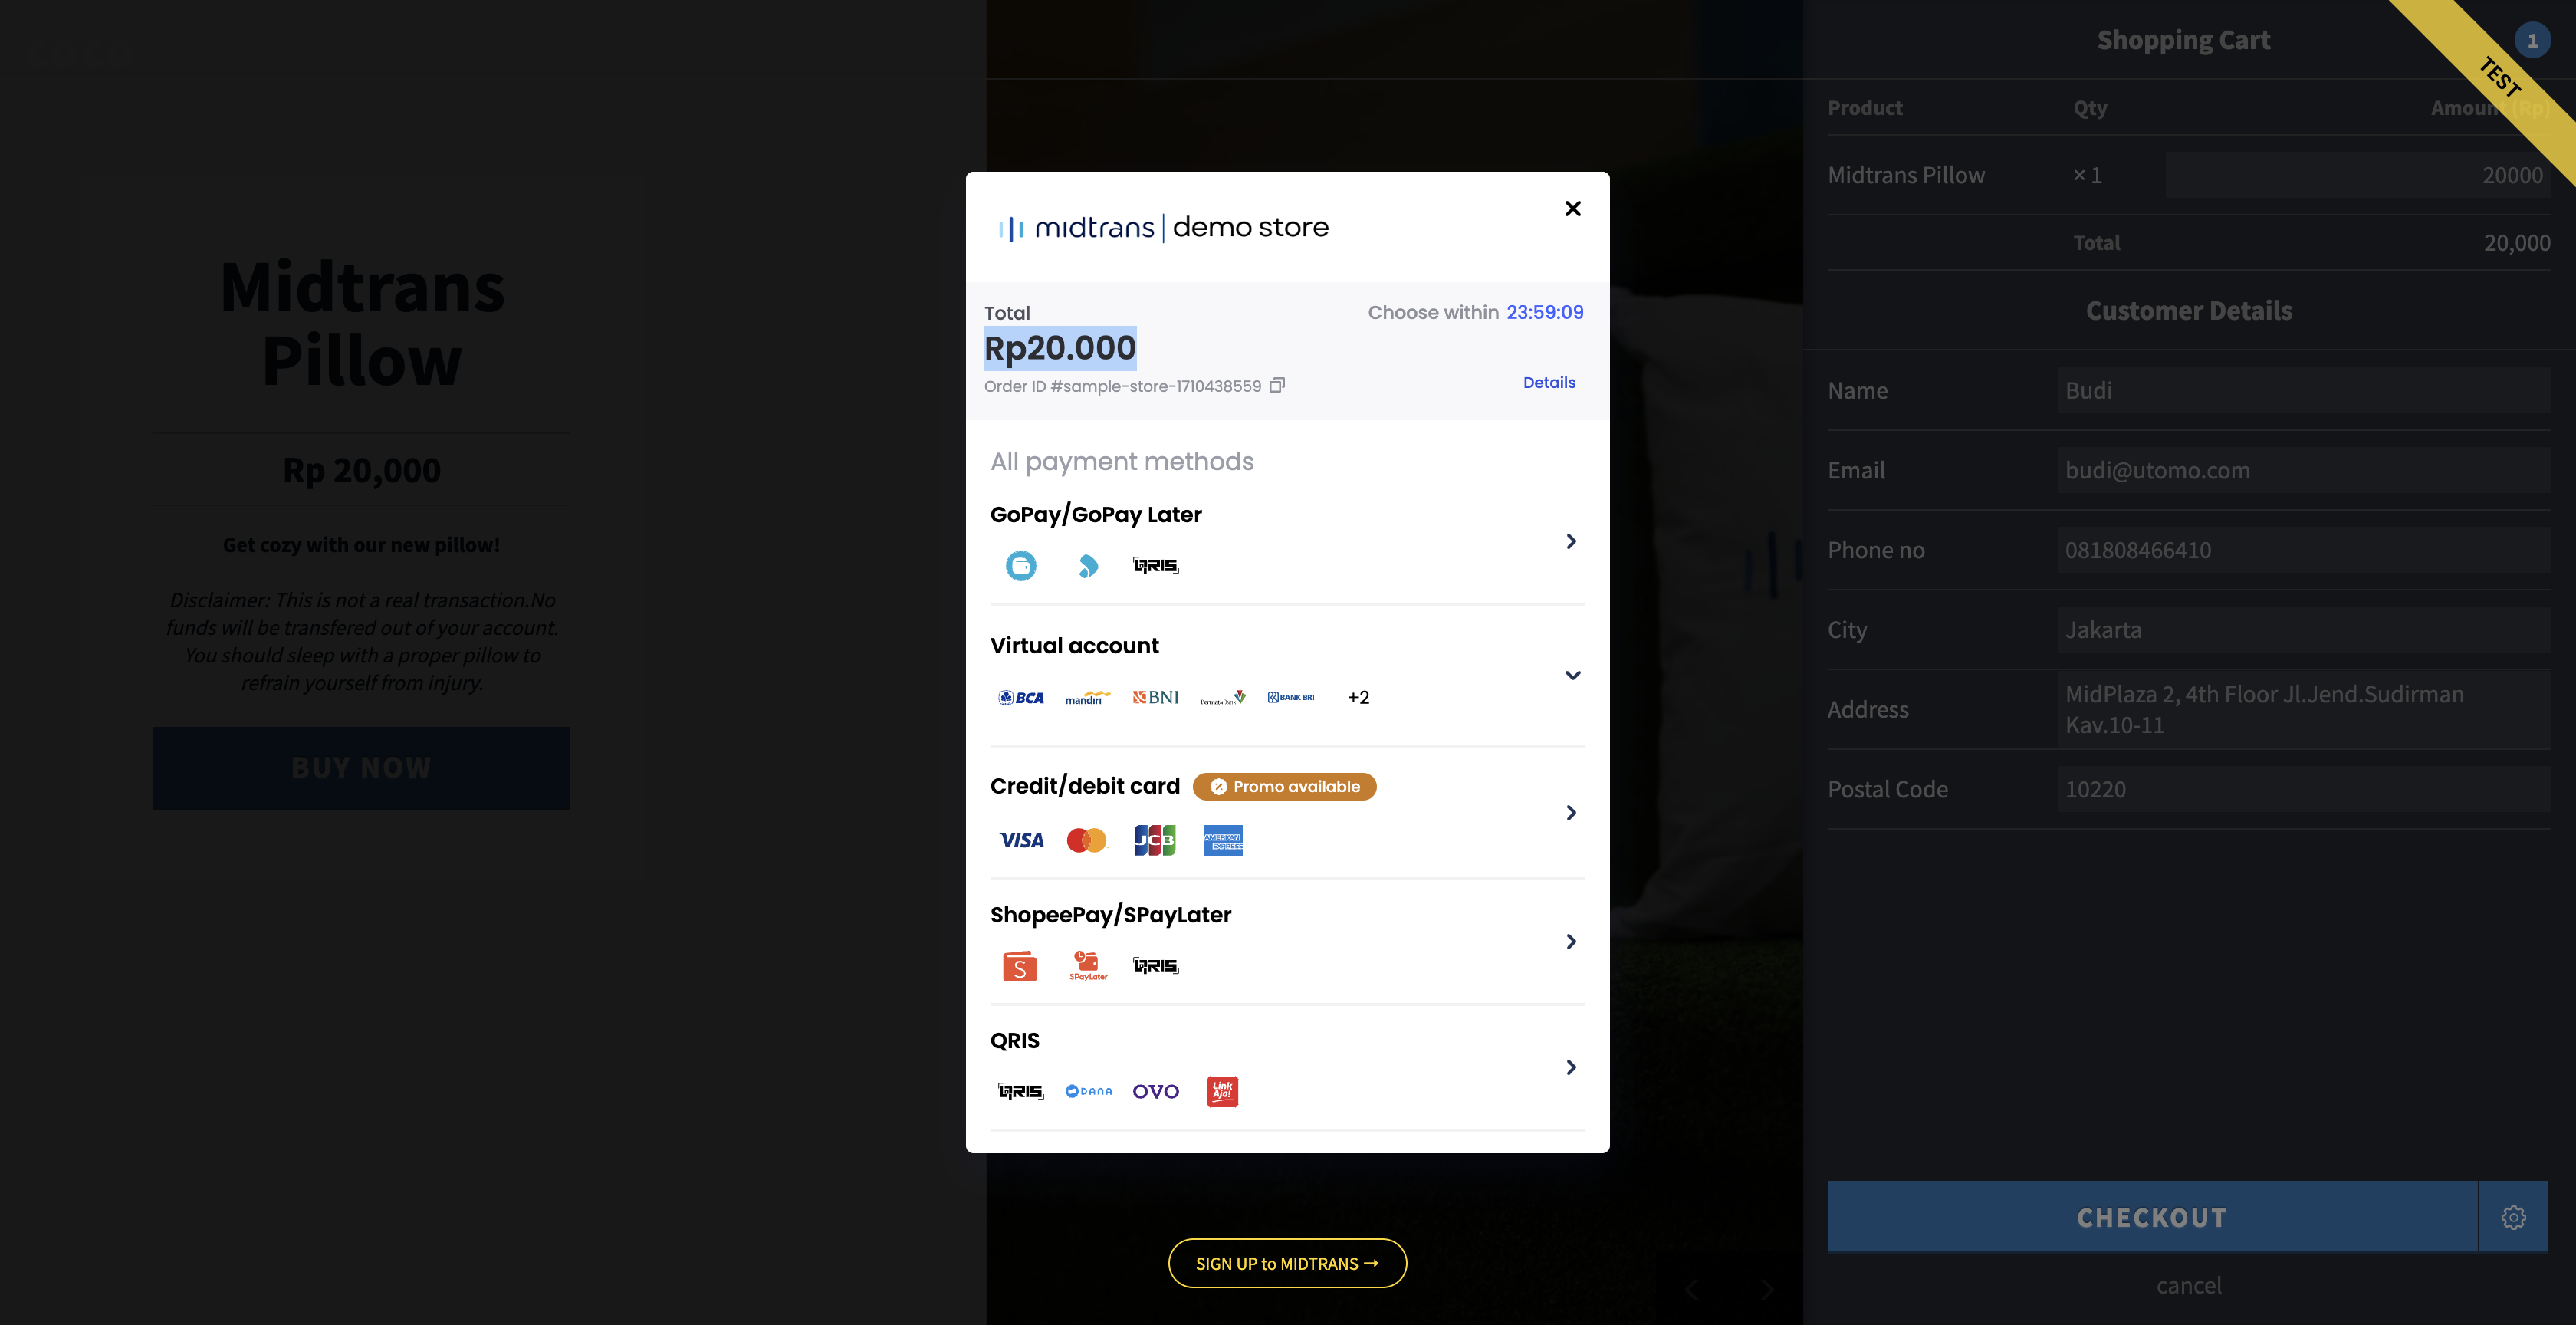 Midtrans
Pillow
Rp 20,000
Get cozy with our new pillow!
Disclaimer: This is not a real transaction.No
funds will be transfered out of your account.
You should sleep with a proper pillow to
refrain yourself from injury.
BUY NOW
midtrans | demo store
Total
Choose within 23:59:09
Rp20.000
Order ID #sample-store-1710438559
Details
All payment methods
GoPay/GoPay Later
QRIS
Virtual account
BCA mandiri BNI PermataBank BANK BRI +2
Credit/debit card Promo available
VISA JCB AMERICAN EXPRESS
ShopeePay/SPayLater
S SPayLater QRIS
QRIS
QRIS DANA OVO Link Aja!
SIGN UP to MIDTRANS →
Shopping Cart
1
TEST
Product Qty Amount (Rp)
Midtrans Pillow × 1 20000
Total 20,000
Customer Details
Name Budi
Email budi@utomo.com
Phone no 081808466410
City Jakarta
Address MidPlaza 2, 4th Floor Jl.Jend.Sudirman
Kav.10-11
Postal Code 10220
CHECKOUT
cancel